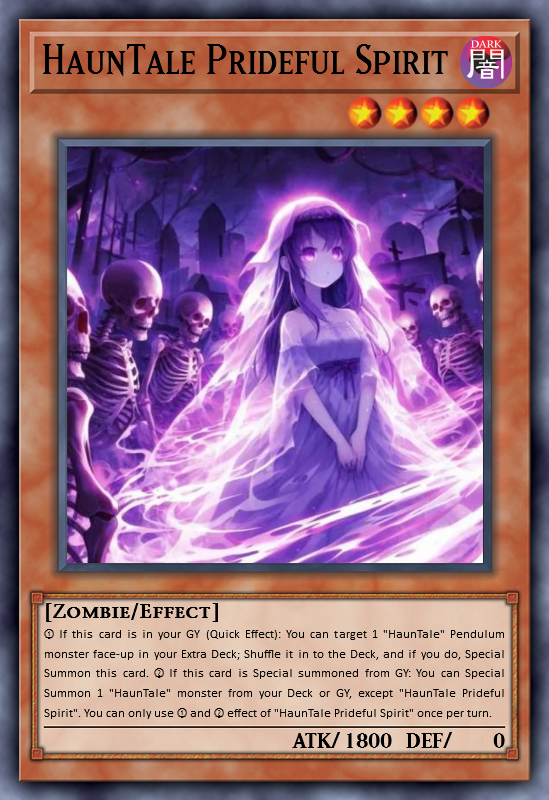 HaunTale Prideful Spirit
DARK
闇
[Zombie/Effect]
① If this card is in your GY (Quick Effect): You can target 1 "HaunTale" Pendulum
monster face-up in your Extra Deck; Shuffle it in to the Deck, and if you do, Special
Summon this card. ② If this card is Special summoned from GY: You can Special
Summon 1 "HaunTale" monster from your Deck or GY, except "HaunTale Prideful
Spirit". You can only use ① and ② effect of "HaunTale Prideful Spirit" once per turn.
ATK/ 1800 DEF/ 0